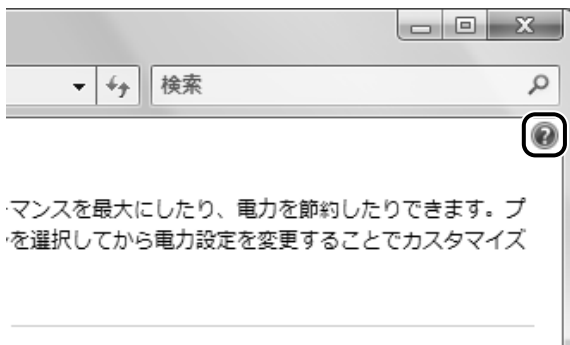 検索
ーマンスを最大にしたり、電力を節約したりできます。プ
を選択してから電力設定を変更することでカスタマイズ